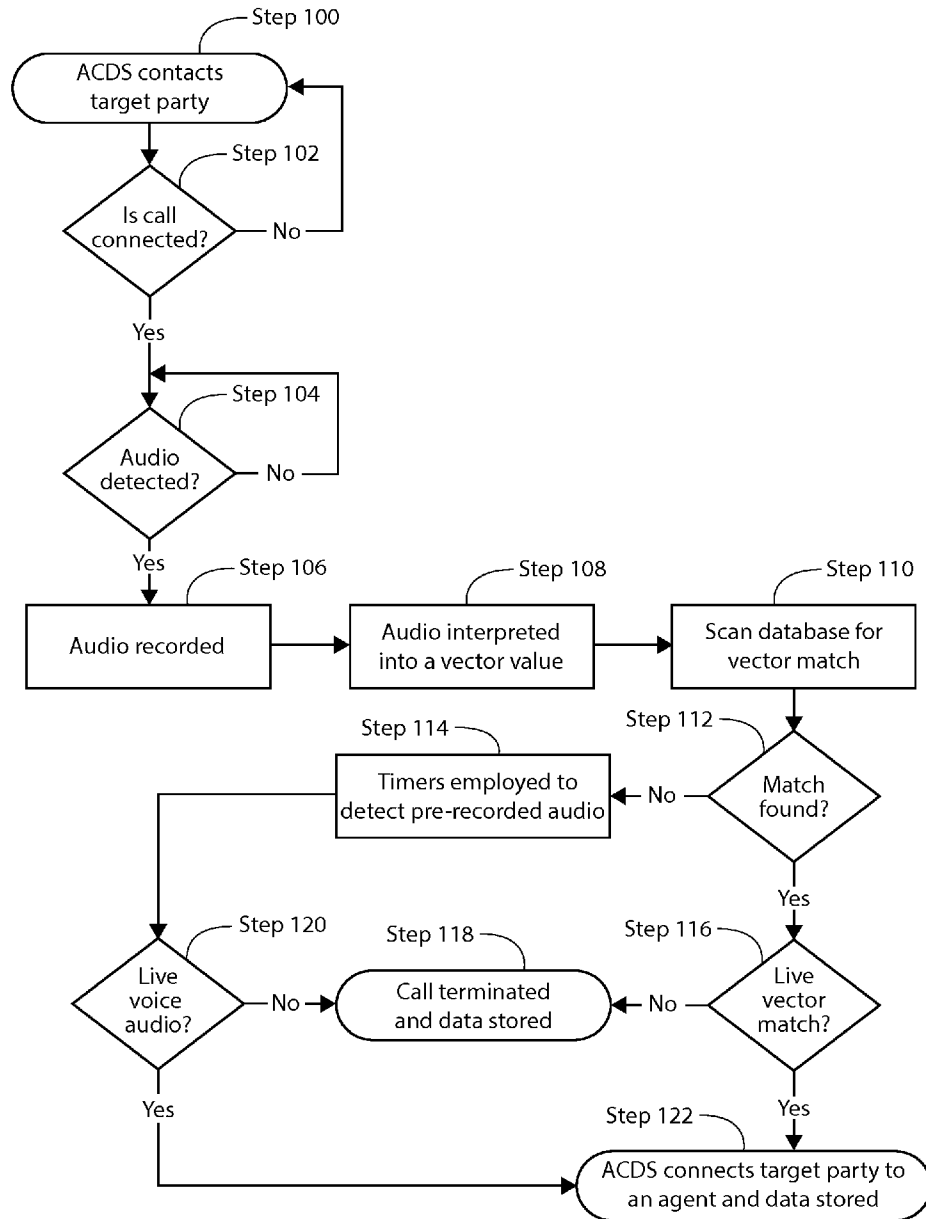 Step 100
ACDS contacts
target party
Step 102
Is call
connected?
No
Yes
Step 104
Audio
detected?
No
Yes
Step 106
Audio recorded
Step 108
Audio interpreted
into a vector value
Step 110
Scan database for
vector match
Step 112
Match
found?
No
Step 114
Timers employed to
detect pre-recorded audio
Yes
Step 116
Live
vector
match?
No
Step 118
Call terminated
and data stored
Step 120
Live
voice
audio?
No
Yes
Yes
Step 122
ACDS connects target party to
an agent and data stored